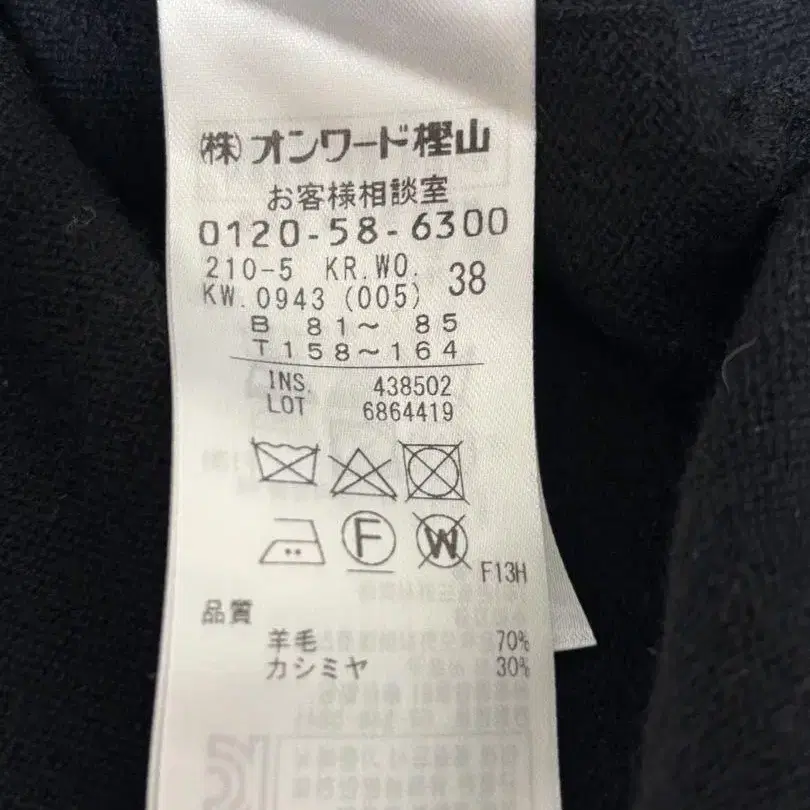 (株)オンワード樫山
お客様相談室
0120-58-6300
210-5 KR.WO. 38
KW.0943 (005)
B 81~ 85
T158~164
INS. 438502
LOT 6864419
F
W
F13H
品質
羊毛 70%
カシミヤ 30%